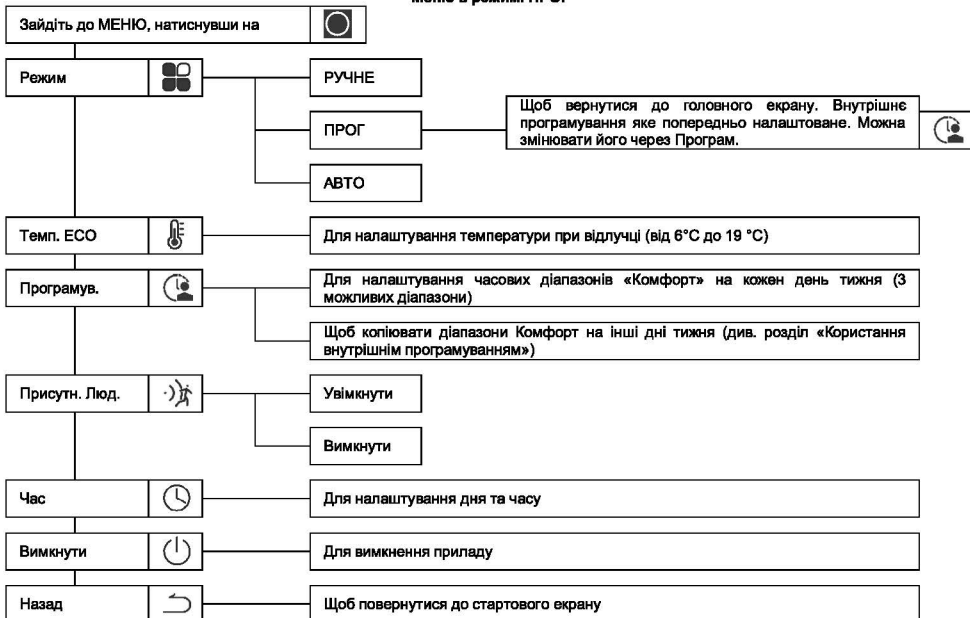 Зайдіть до МЕНЮ, натиснувши на
Режим
РУЧНЕ
ПРОГ
Щоб вернутися до головного екрану. Внутрішнє
програмування яке попередньо налаштоване. Можна
змінювати його через Програм.
АВТО
Темп. ECO
Для налаштування температури при відлучці (від 6°C до 19 °C)
Програмув.
Для налаштування часових діапазонів «Комфорт» на кожен день тижня (3
можливих діапазони)
Щоб копіювати діапазони Комфорт на інші дні тижня (див. розділ «Користання
внутрішнім програмуванням»)
Присутн. Люд.
Увімкнути
Вимкнути
Час
Для налаштування дня та часу
Вимкнути
Для вимкнення приладу
Назад
Щоб повернутися до стартового екрану